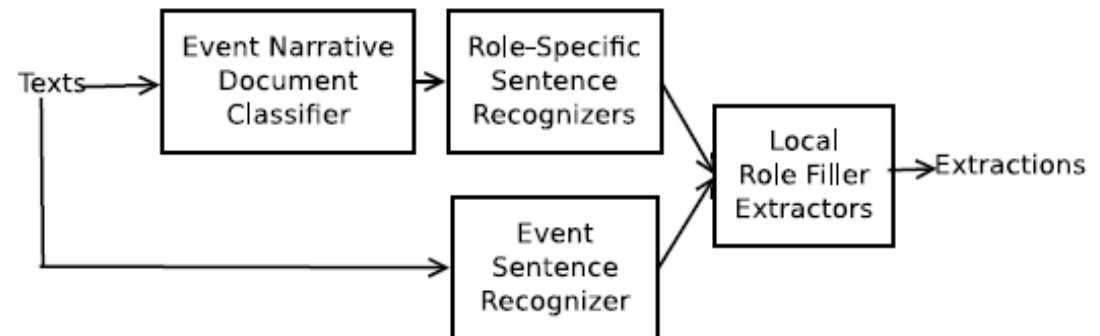 Texts
Event Narrative
Document
Classifier
Role-Specific
Sentence
Recognizers
Local
Role Filler
Extractors
Extractions
Event
Sentence
Recognizer